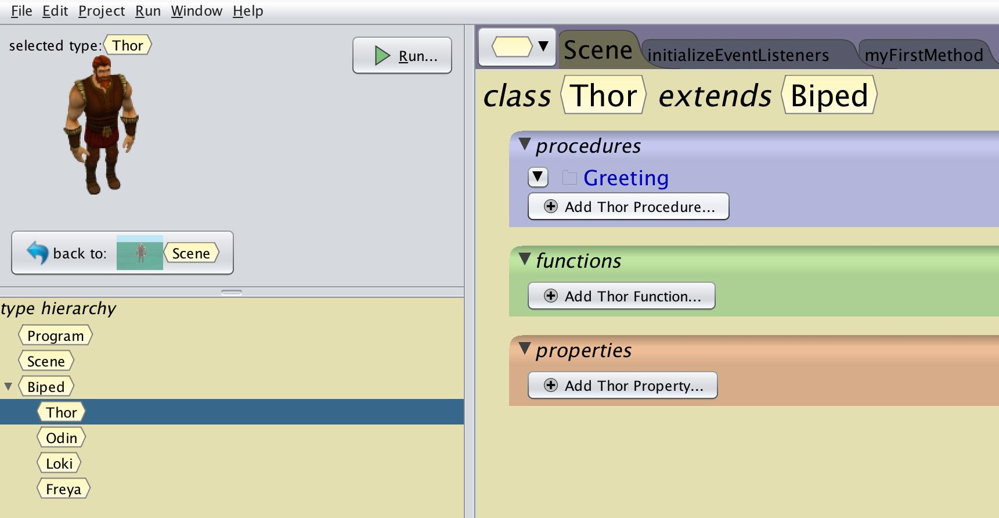 File Edit Project Run Window Help
selected type: Thor
Run...
back to: Scene
type hierarchy
Program
Scene
Biped
Thor
Odin
Loki
Freya
Scene initializeEventListeners myFirstMethod
class Thor extends Biped
procedures
Greeting
Add Thor Procedure...
functions
Add Thor Function...
properties
Add Thor Property...